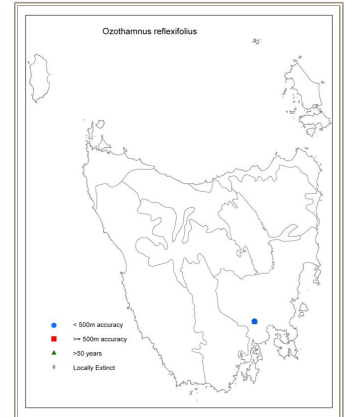 Ozothamnus reflexifolius
< 500m accuracy
>= 500m accuracy
>50 years
Locally Extinct